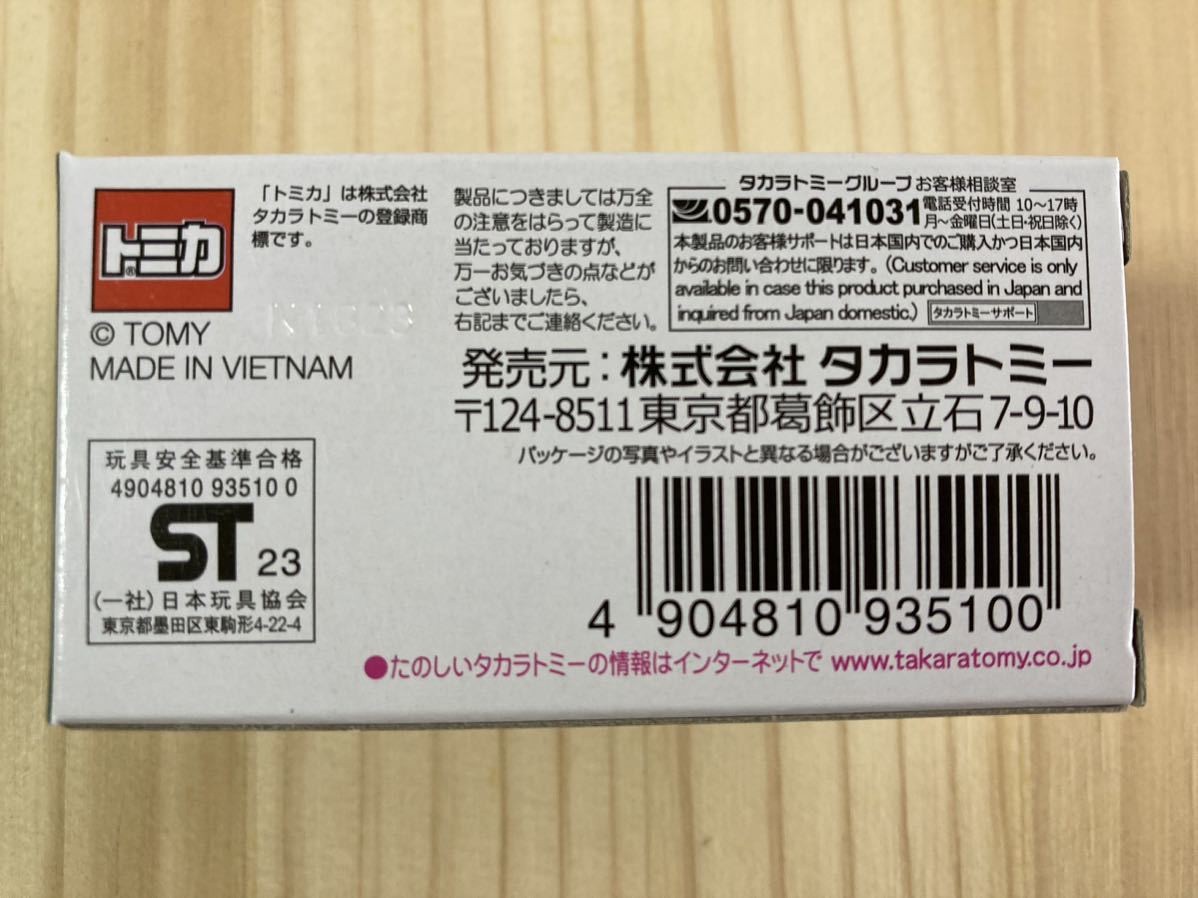 トミカ®
© TOMY
MADE IN VIETNAM
「トミカ」は株式会社
タカラトミーの登録商
標です。
製品につきましては万全
の注意をはらって製造に
当たっておりますが、
万一お気づきの点などが
ございましたら、
右記までご連絡ください。
タカラトミーグループ お客様相談室
0570-041031
電話受付時間 10～17時
月～金曜日(土日・祝日除く)
本製品のお客様サポートは日本国内でのご購入かつ日本国内
からのお問い合わせに限ります。(Customer service is only
available in case this product purchased in Japan and
inquired from Japan domestic.) タカラトミーサポート
発売元：株式会社 タカラトミー
〒124-8511 東京都葛飾区立石7-9-10
パッケージの写真やイラストと異なる場合がございますがご了承ください。
玩具安全基準合格
4904810 93510 0
ST 23
(一社)日本玩具協会
東京都墨田区東駒形4-22-4
4 904810 935100
●たのしいタカラトミーの情報はインターネットで www.takaratomy.co.jp